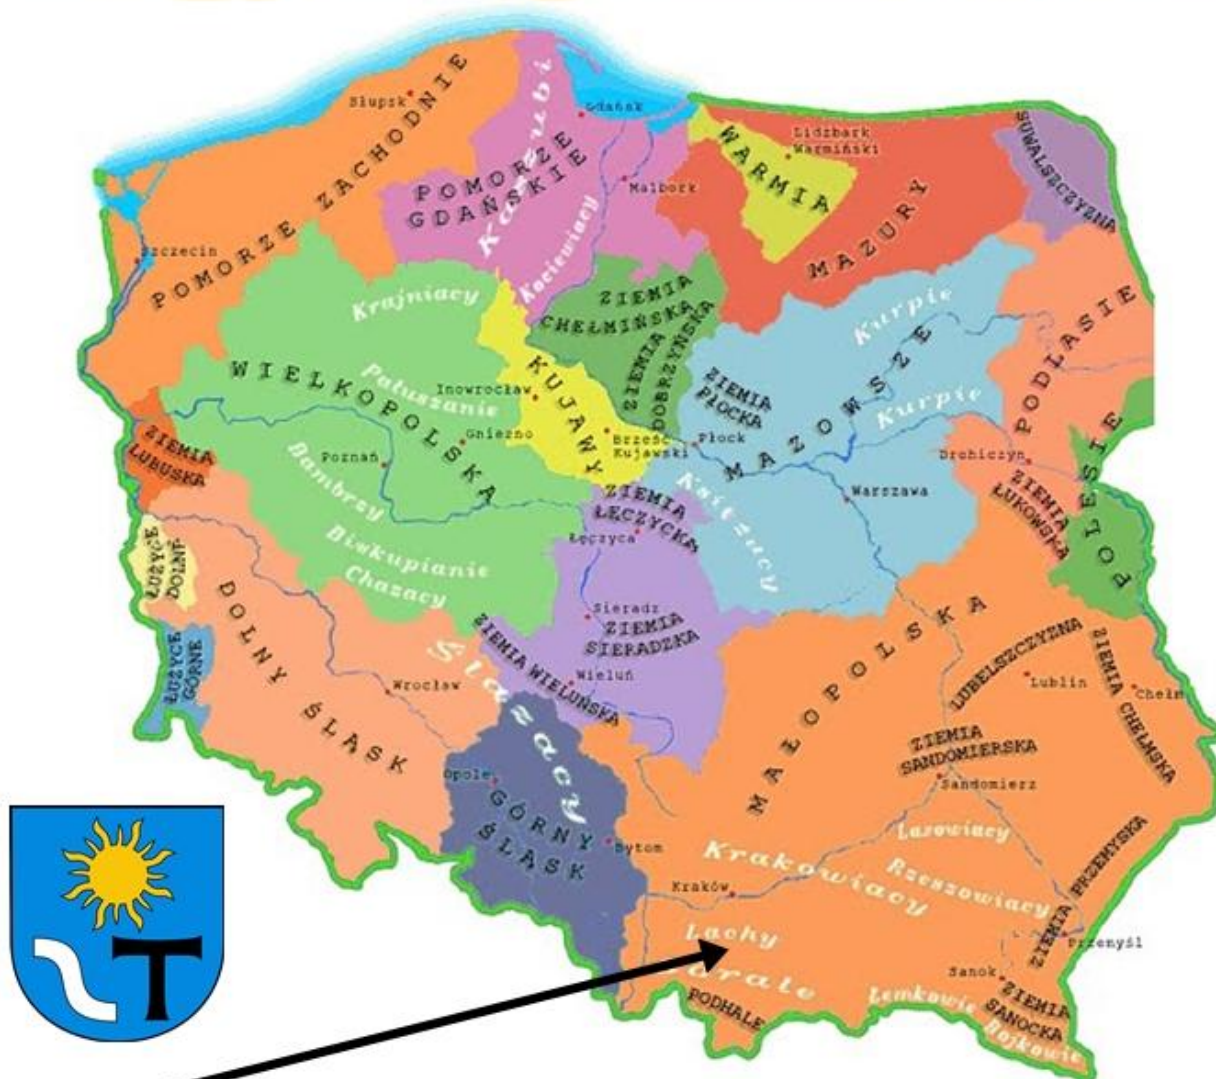 Słupsk
Gdańsk
Kaszubi
POMORZE ZACHODNIE
POMORZE
GDAŃSKIE
Malbork
Kociewiacy
WARMIA
Lidzbark
Warmiński
MAZURY
SUWALSZCZYZNA
Szczecin
Krajniacy
ZIEMIA
CHEŁMIŃSKA
ZIEMIA
DOBRZYŃSKA
Kurpie
PODLASIE
WIELKOPOLSKA
Pałuszanie
Inowrocław
KUJAWY
ZIEMIA
PŁOCKA
MAZOWSZE
Kurpie
Gniezno
Brześć
Kujawski
Płock
Poznań
ZIEMIA
LUBUSKA
Bambrzy
Drohiczyn
ZIEMIA
ŁUKOWSKA
POLESIE
Warszawa
Księżacy
ZIEMIA
ŁĘCZYCKA
Łęczyca
Biskupianie
Chazacy
ŁUŻYCE
DOLNE
DOLNY ŚLĄSK
Sieradz
ZIEMIA
SIERADZKA
ZIEMIA WIELUŃSKA
Wieluń
Ślązacy
ŁUŻYCE
GÓRNE
Wrocław
MAŁOPOLSKA
LUBELSZCZYZNA
Lublin
ZIEMIA CHEŁMSKA
Chełm
ZIEMIA
SANDOMIERSKA
Sandomierz
Opole
GÓRNY
ŚLĄSK
Bytom
Lasowiacy
Krakowiacy
Rzeszowiacy
Kraków
ZIEMIA PRZEMYSKA
Przemyśl
Lachy
Górale
PODHALE
Sanok
ZIEMIA
SANOCKA
Łemkowie
Bojkowie
T